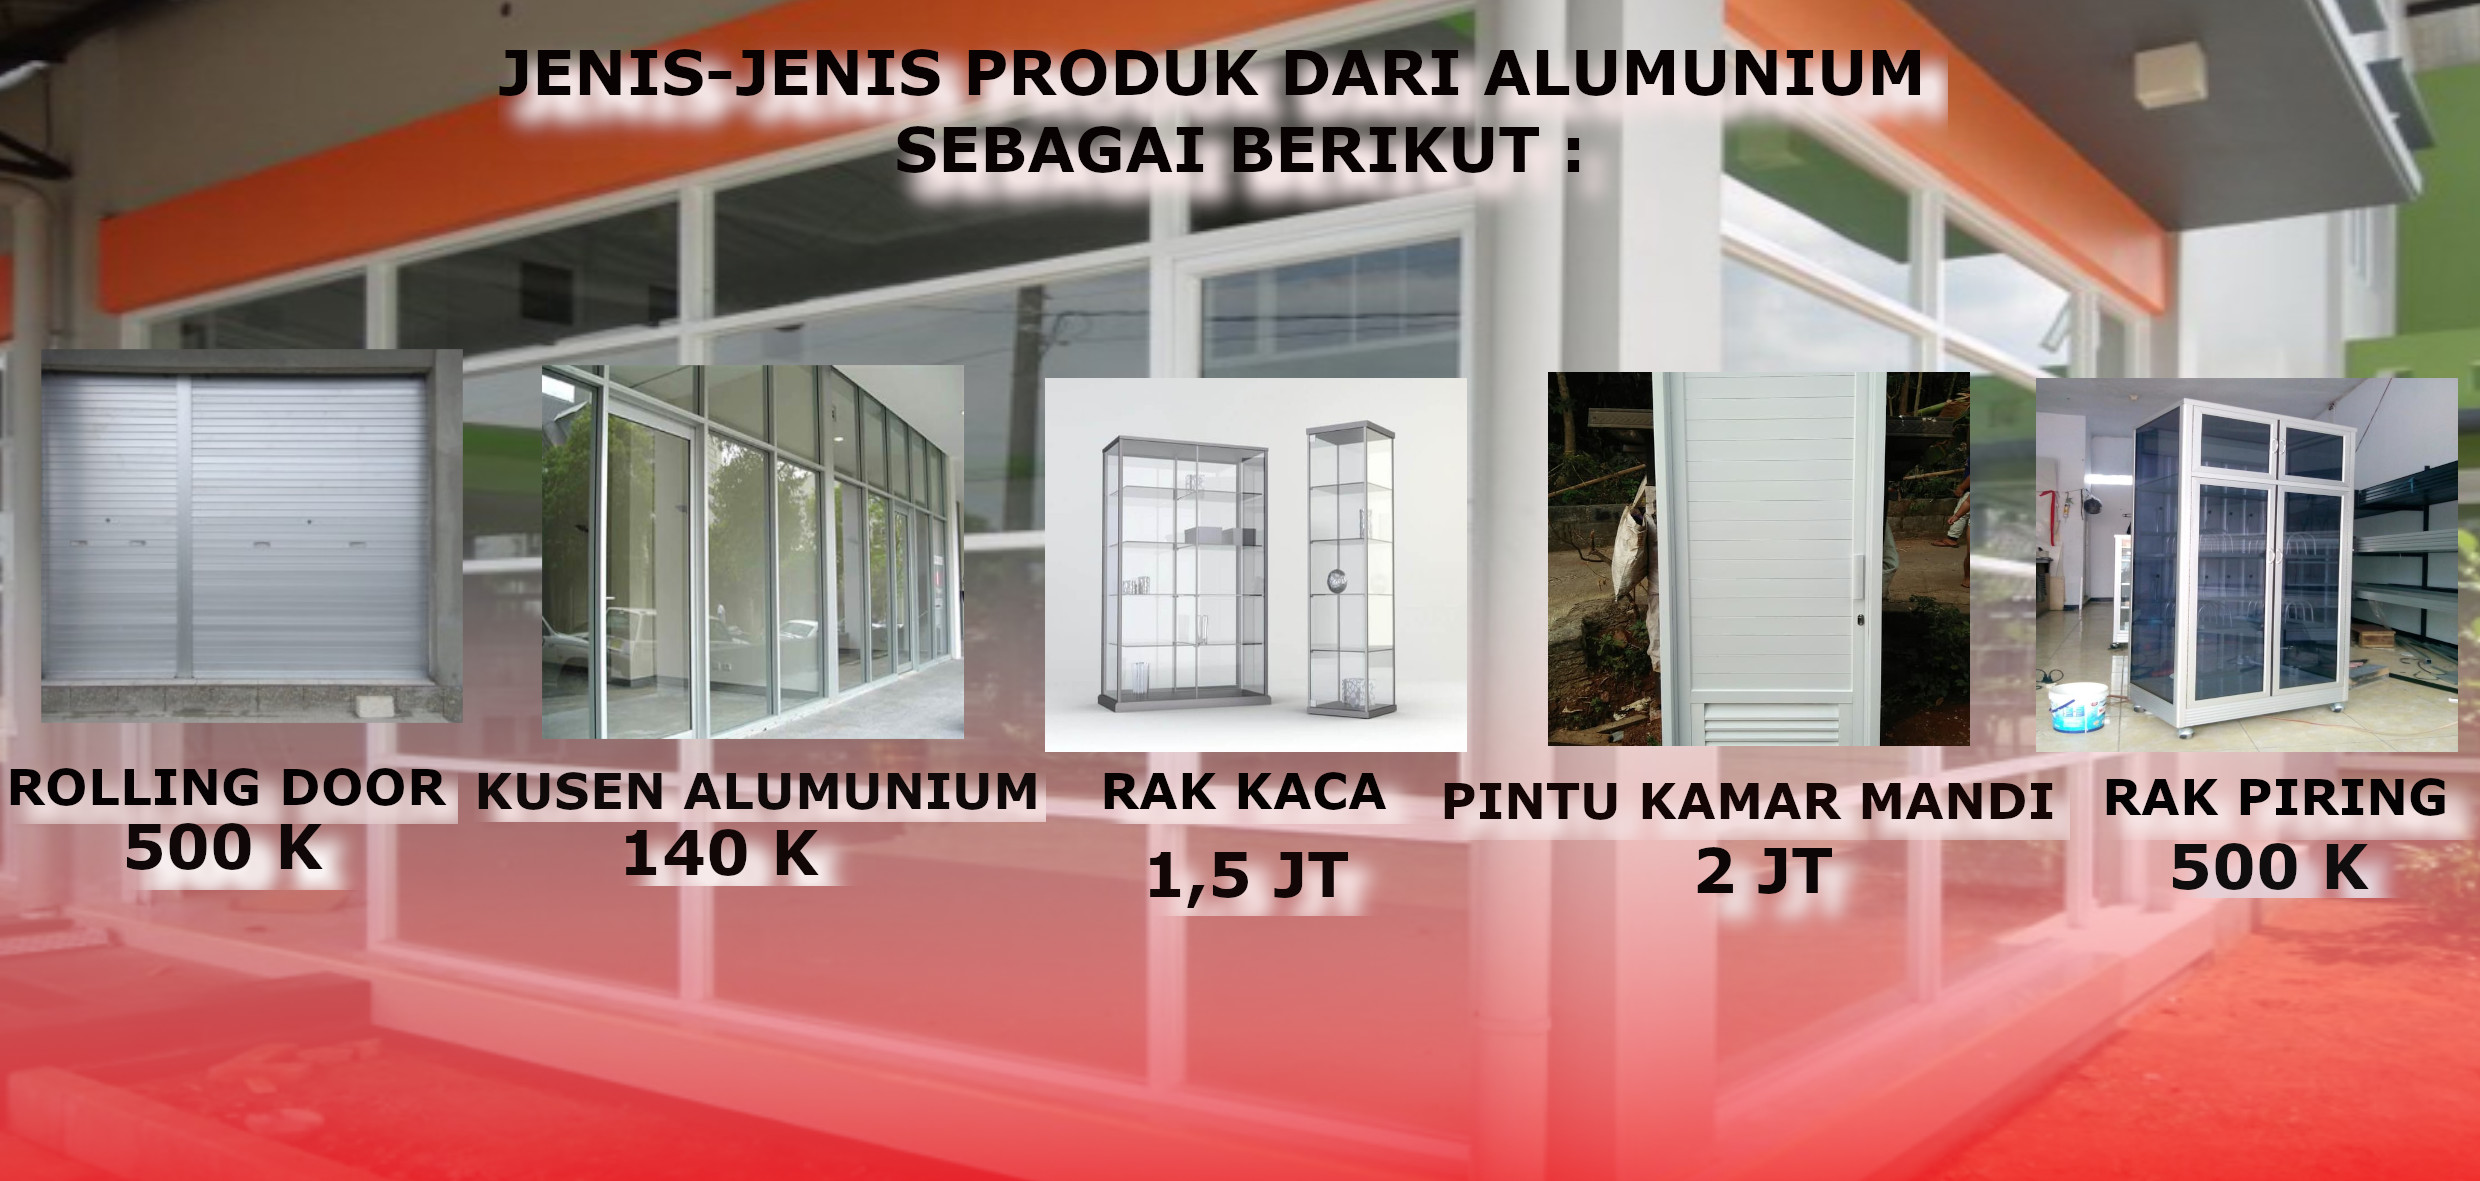 JENIS-JENIS PRODUK DARI ALUMUNIUM
SEBAGAI BERIKUT :
ROLLING DOOR
500 K
KUSEN ALUMUNIUM
140 K
RAK KACA
1,5 JT
PINTU KAMAR MANDI
2 JT
RAK PIRING
500 K